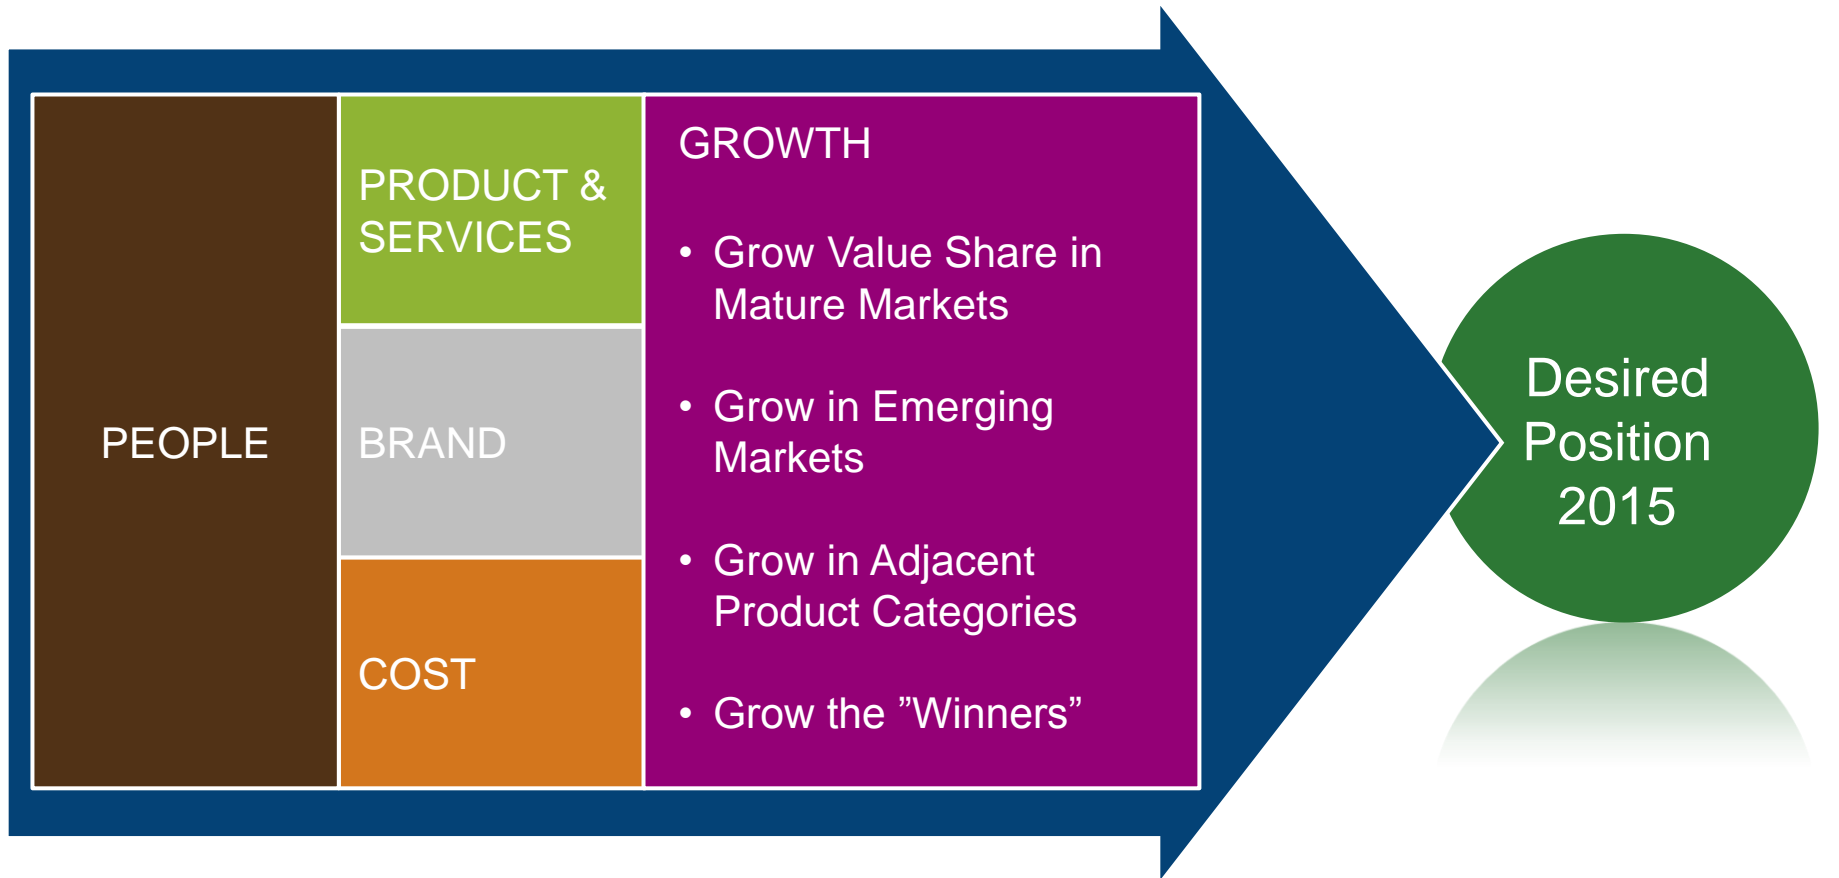 PEOPLE
PRODUCT &
SERVICES
BRAND
COST
GROWTH
• Grow Value Share in
Mature Markets
• Grow in Emerging
Markets
• Grow in Adjacent
Product Categories
• Grow the ”Winners”
Desired
Position
2015